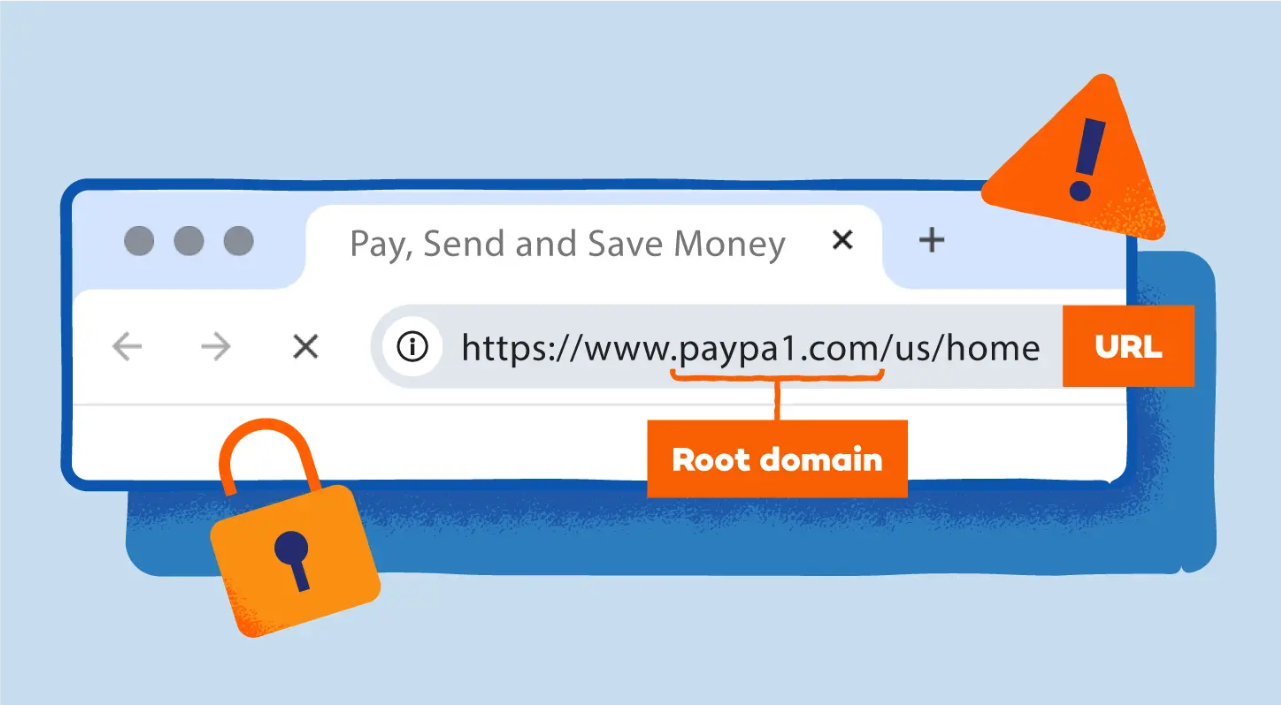 Pay, Send and Save Money
https://www.paypa1.com/us/home
URL
Root domain